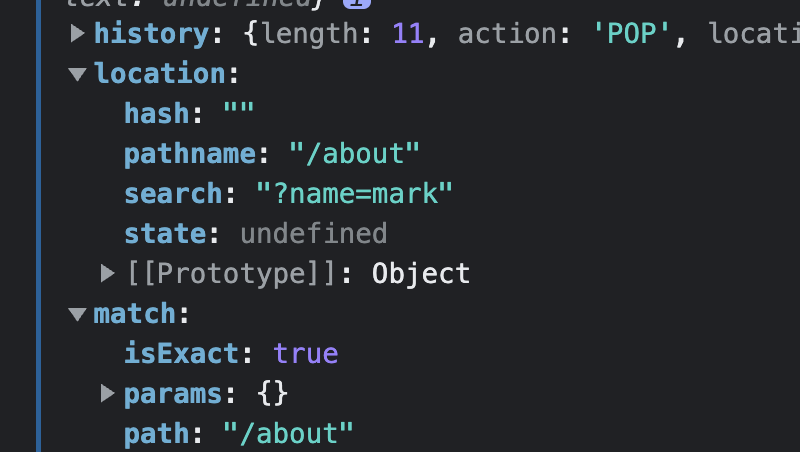 text: undefined} i
▶ history: {length: 11, action: 'POP', locati
▼ location:
hash: ""
pathname: "/about"
search: "?name=mark"
state: undefined
▶ [[Prototype]]: Object
▼ match:
isExact: true
▶ params: {}
path: "/about"